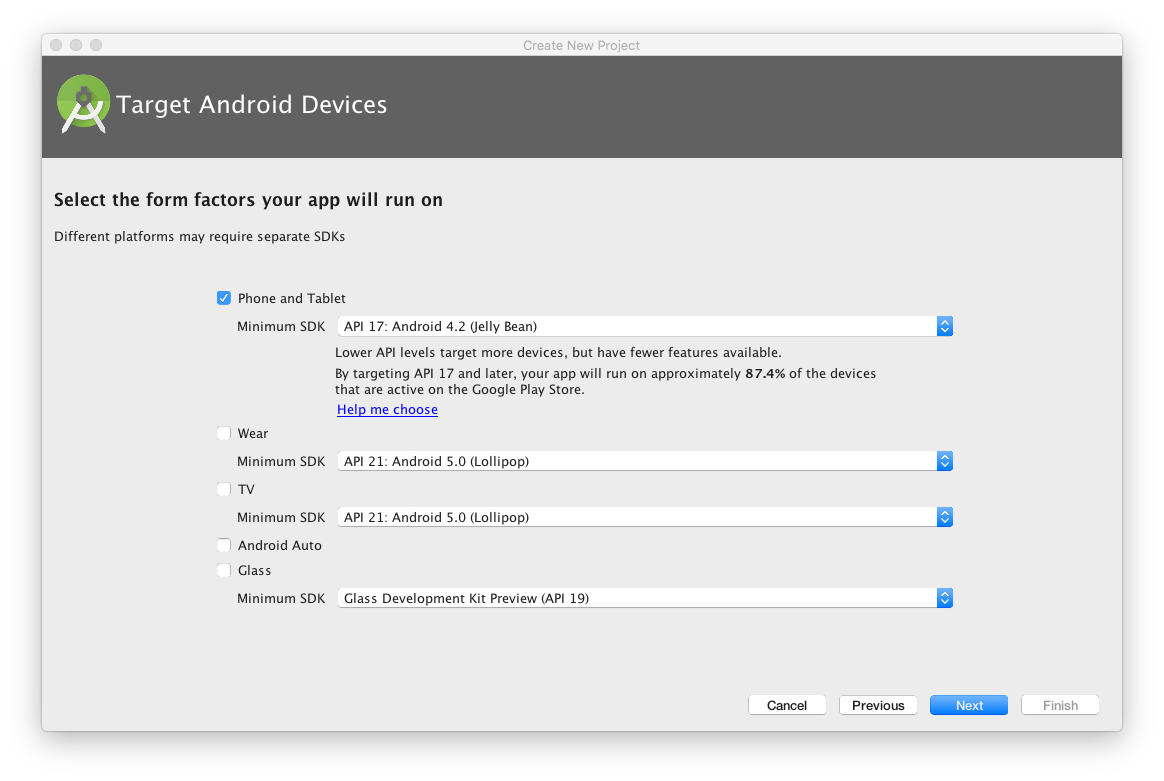 Create New Project
Target Android Devices
Select the form factors your app will run on
Different platforms may require separate SDKs
Phone and Tablet
Minimum SDK API 17: Android 4.2 (Jelly Bean)
Lower API levels target more devices, but have fewer features available.
By targeting API 17 and later, your app will run on approximately 87.4% of the devices
that are active on the Google Play Store.
Help me choose
Wear
Minimum SDK API 21: Android 5.0 (Lollipop)
TV
Minimum SDK API 21: Android 5.0 (Lollipop)
Android Auto
Glass
Minimum SDK Glass Development Kit Preview (API 19)
Cancel Previous Next Finish